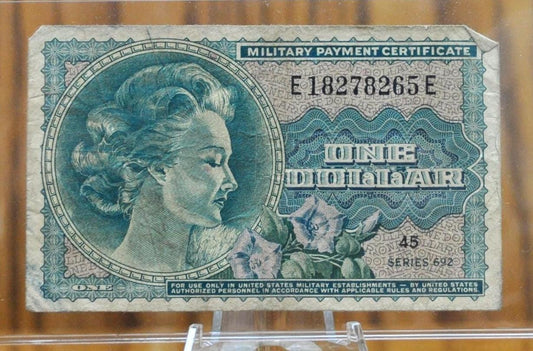 MILITARY PAYMENT CERTIFICATE
E18278265E
ONE
45
SERIES 692
ONE
FOR USE ONLY IN UNITED STATES MILITARY ESTABLISHMENTS — BY UNITED STATES
AUTHORIZED PERSONNEL IN ACCORDANCE WITH APPLICABLE RULES AND REGULATIONS.